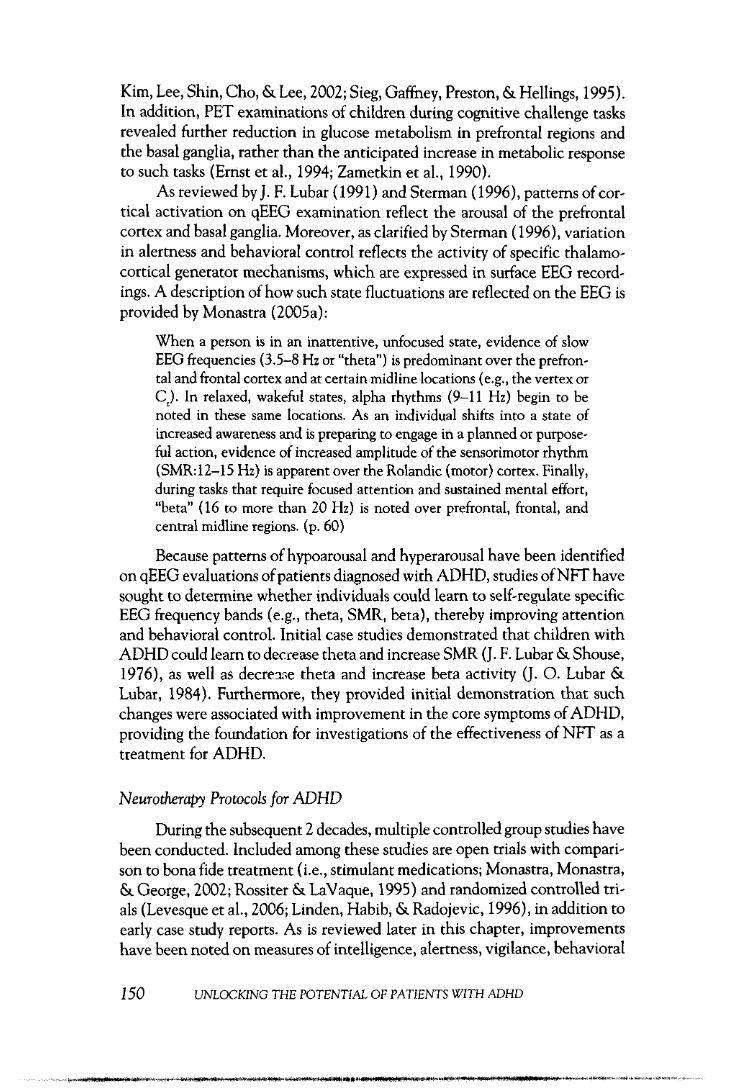 Kim, Lee, Shin, Cho, & Lee, 2002; Sieg, Gaffney, Preston, & Hellings, 1995).
In addition, PET examinations of children during cognitive challenge tasks
revealed further reduction in glucose metabolism in prefrontal regions and
the basal ganglia, rather than the anticipated increase in metabolic response
to such tasks (Ernst et al., 1994; Zametkin et al., 1990).
As reviewed by J. F. Lubar (1991) and Sterman (1996), patterns of cor-
tical activation on qEEG examination reflect the arousal of the prefrontal
cortex and basal ganglia. Moreover, as clarified by Sterman (1996), variation
in alertness and behavioral control reflects the activity of specific thalamo-
cortical generator mechanisms, which are expressed in surface EEG record-
ings. A description of how such state fluctuations are reflected on the EEG is
provided by Monastra (2005a):
When a person is in an inattentive, unfocused state, evidence of slow
EEG frequencies (3.5–8 Hz or “theta”) is predominant over the prefron-
tal and frontal cortex and at certain midline locations (e.g., the vertex or
C_z). In relaxed, wakeful states, alpha rhythms (9–11 Hz) begin to be
noted in these same locations. As an individual shifts into a state of
increased awareness and is preparing to engage in a planned or purpose-
ful action, evidence of increased amplitude of the sensorimotor rhythm
(SMR:12–15 Hz) is apparent over the Rolandic (motor) cortex. Finally,
during tasks that require focused attention and sustained mental effort,
“beta” (16 to more than 20 Hz) is noted over prefrontal, frontal, and
central midline regions. (p. 60)
Because patterns of hypoarousal and hyperarousal have been identified
on qEEG evaluations of patients diagnosed with ADHD, studies of NFT have
sought to determine whether individuals could learn to self-regulate specific
EEG frequency bands (e.g., theta, SMR, beta), thereby improving attention
and behavioral control. Initial case studies demonstrated that children with
ADHD could learn to decrease theta and increase SMR (J. F. Lubar & Shouse,
1976), as well as decrease theta and increase beta activity (J. O. Lubar &
Lubar, 1984). Furthermore, they provided initial demonstration that such
changes were associated with improvement in the core symptoms of ADHD,
providing the foundation for investigations of the effectiveness of NFT as a
treatment for ADHD.
Neurotherapy Protocols for ADHD
During the subsequent 2 decades, multiple controlled group studies have
been conducted. Included among these studies are open trials with compari-
son to bona fide treatment (i.e., stimulant medications; Monastra, Monastra,
& George, 2002; Rossiter & LaVaque, 1995) and randomized controlled tri-
als (Levesque et al., 2006; Linden, Habib, & Radojevic, 1996), in addition to
early case study reports. As is reviewed later in this chapter, improvements
have been noted on measures of intelligence, alertness, vigilance, behavioral
150 UNLOCKING THE POTENTIAL OF PATIENTS WITH ADHD